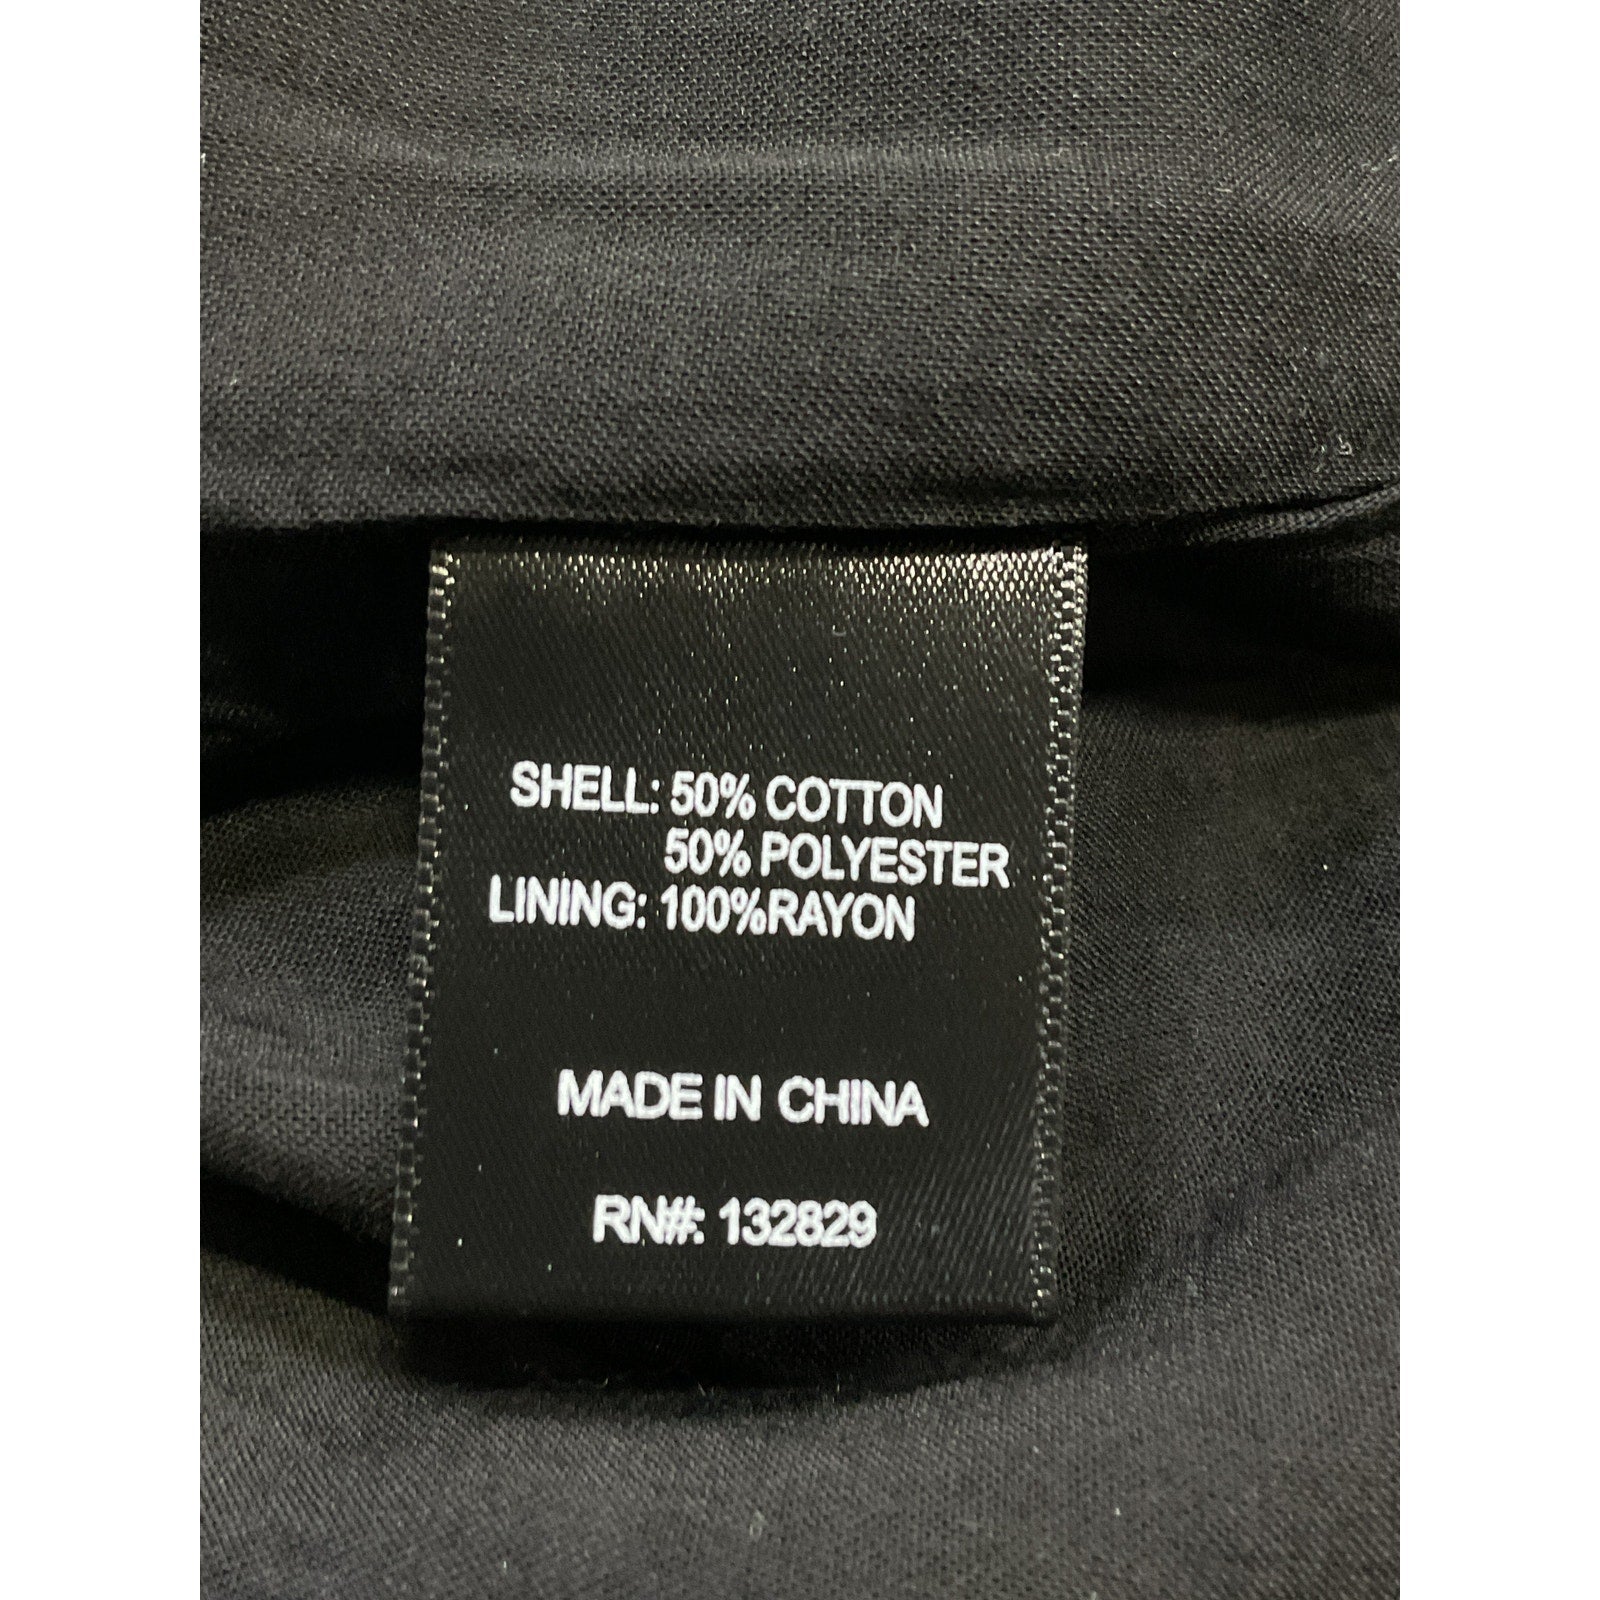 SHELL: 50% COTTON
50% POLYESTER
LINING: 100%RAYON
MADE IN CHINA
RN#: 132829